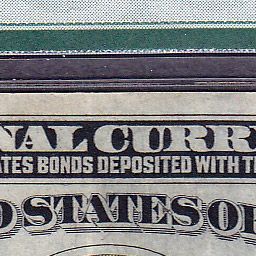 NAL CURR
ATES BONDS DEPOSITED WITH T
D STATES O